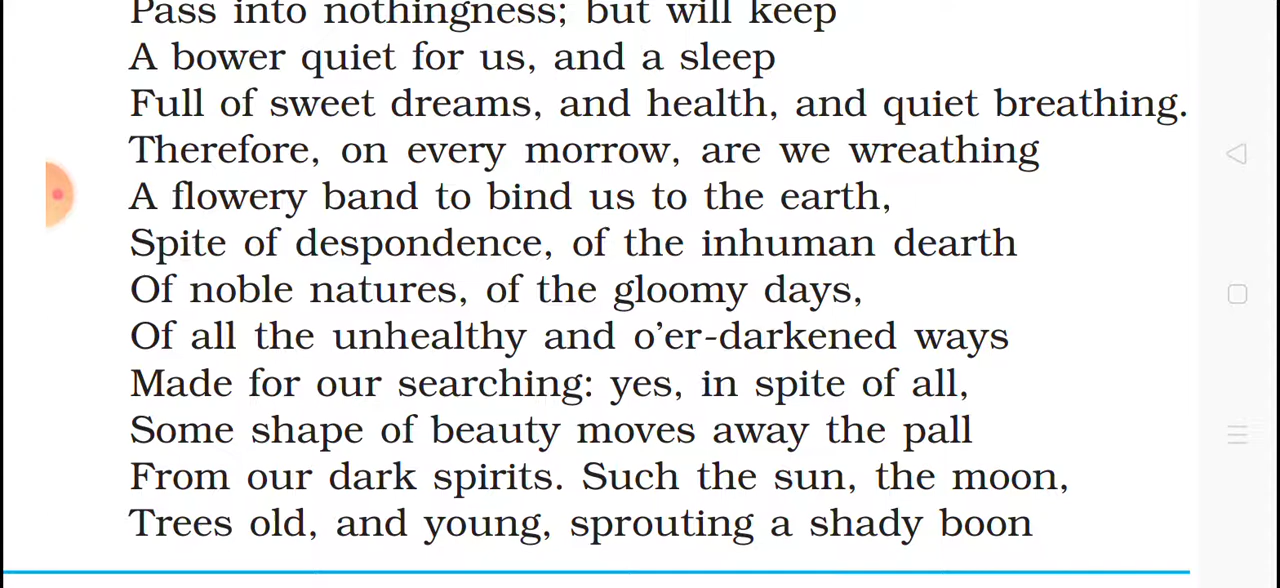 Pass into nothingness; but will keep
A bower quiet for us, and a sleep
Full of sweet dreams, and health, and quiet breathing.
Therefore, on every morrow, are we wreathing
A flowery band to bind us to the earth,
Spite of despondence, of the inhuman dearth
Of noble natures, of the gloomy days,
Of all the unhealthy and o’er-darkened ways
Made for our searching: yes, in spite of all,
Some shape of beauty moves away the pall
From our dark spirits. Such the sun, the moon,
Trees old, and young, sprouting a shady boon